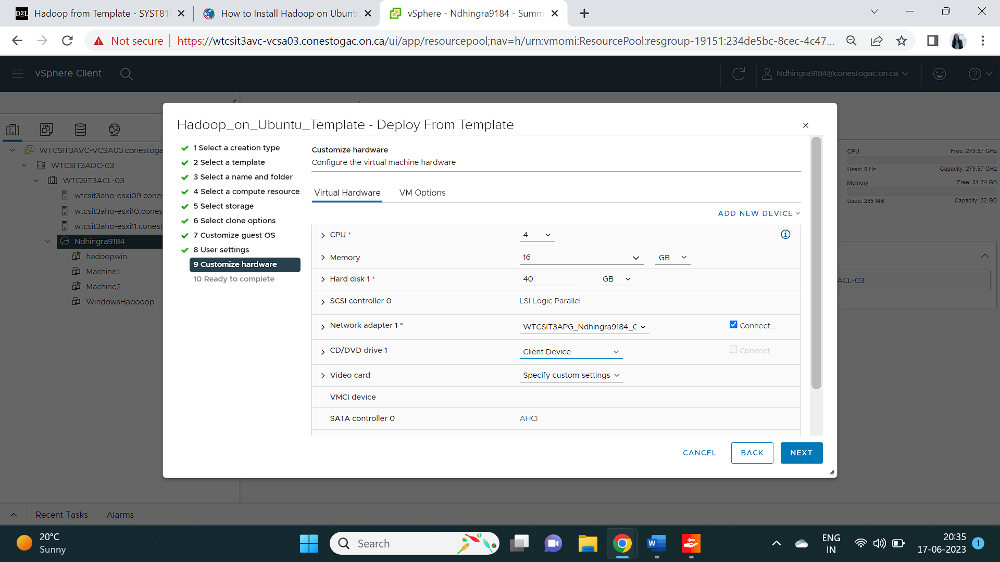 Hadoop from Template - SYST818
How to Install Hadoop on Ubuntu
vSphere - Ndhingra9184 - Summ
Not secure
https://wtcsit3avc-vcsa03.conestogac.on.ca/ui/app/resourcepool;nav=h/urn:vmomi:ResourcePool:resgroup-19151:234de5bc-8cec-4c47...
vSphere Client
Ndhingra9184@conestogac.on.ca
WTCSIT3AVC-VCSA03.conestoga
WTCSIT3ADC-03
WTCSIT3ACL-03
wtcsit3aho-esxi09.cones
wtcsit3aho-esxi10.cones
wtcsit3aho-esxi11.conest
Ndhingra9184
hadoopwin
Machine1
Machine2
WindowsHadooop
Hadoop_on_Ubuntu_Template - Deploy From Template
1 Select a creation type
2 Select a template
3 Select a name and folder
4 Select a compute resource
5 Select storage
6 Select clone options
7 Customize guest OS
8 User settings
9 Customize hardware
10 Ready to complete
Customize hardware
Configure the virtual machine hardware
Virtual Hardware
VM Options
ADD NEW DEVICE
CPU * 4
Memory 16 GB
Hard disk 1 * 40 GB
SCSI controller 0 LSI Logic Parallel
Network adapter 1 * WTCSIT3APG_Ndhingra9184_C Connect...
CD/DVD drive 1 Client Device Connect...
Video card Specify custom settings
VMCI device
SATA controller 0 AHCI
CANCEL
BACK
NEXT
CPU Free: 279.57 GHz
Used: 0 Hz Capacity: 279.57 GHz
Memory Free: 31.74 GB
Used: 265 MB Capacity: 32 GB
ACL-03
Recent Tasks Alarms
20°C
Sunny
Search
ENG
IN
20:35
17-06-2023
1